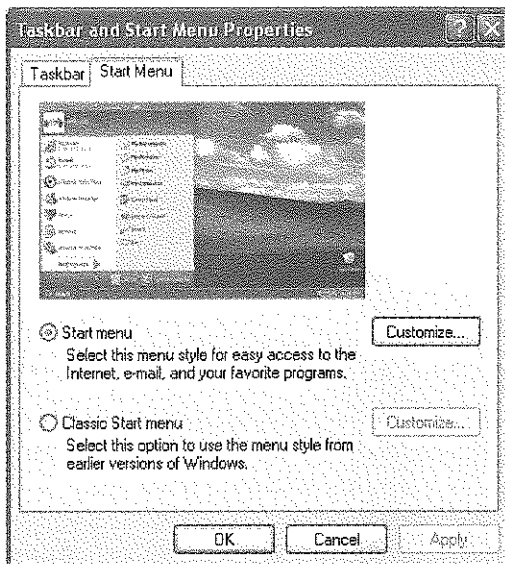 Taskbar and Start Menu Properties
Taskbar
Start Menu
Start menu
Customize...
Select this menu style for easy access to the
Internet, e-mail, and your favorite programs.
Classic Start menu
Customize...
Select this option to use the menu style from
earlier versions of Windows.
OK
Cancel
Apply